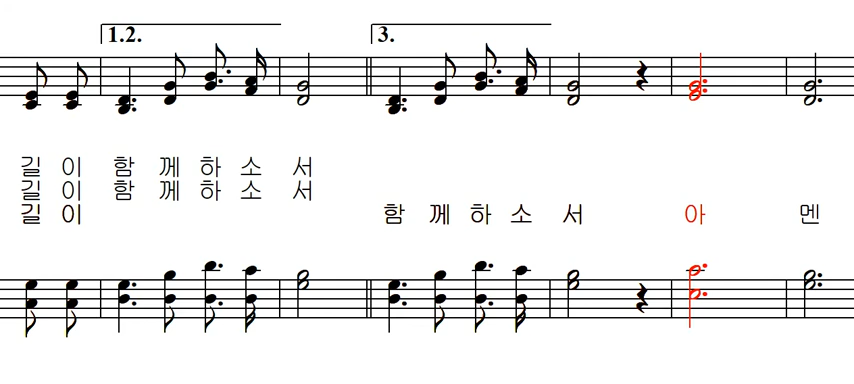 1.2.
3.
길 이 함 께 하 소 서
길 이 함 께 하 소 서
길 이 함 께 하 소 서 아 멘